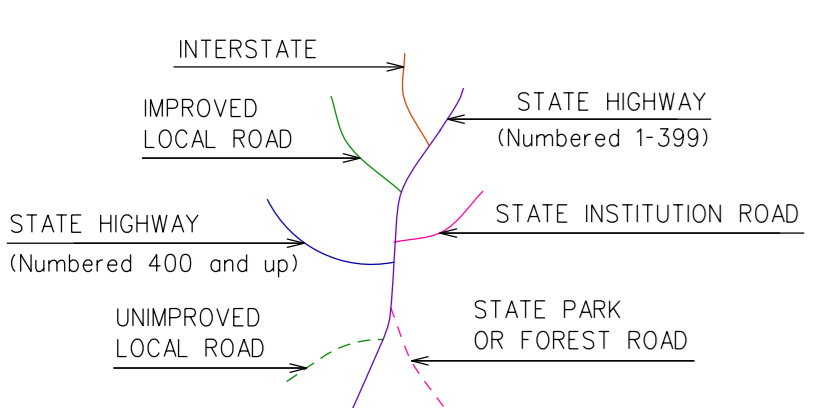 INTERSTATE
IMPROVED
LOCAL ROAD
STATE HIGHWAY
(Numbered 1-399)
STATE HIGHWAY
(Numbered 400 and up)
STATE INSTITUTION ROAD
UNIMPROVED
LOCAL ROAD
STATE PARK
OR FOREST ROAD